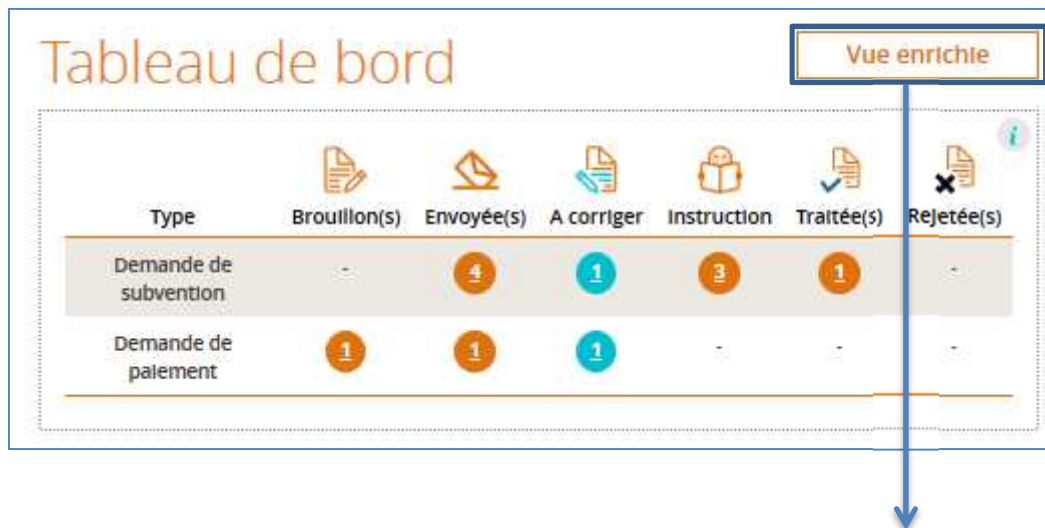 Tableau de bord
Vue enrichie
i
Type Brouillon(s) Envoyée(s) A corriger Instruction Traitée(s) Rejetée(s)
Demande de
subvention - 4 1 3 1 -
Demande de
paiement 1 1 1 - - -